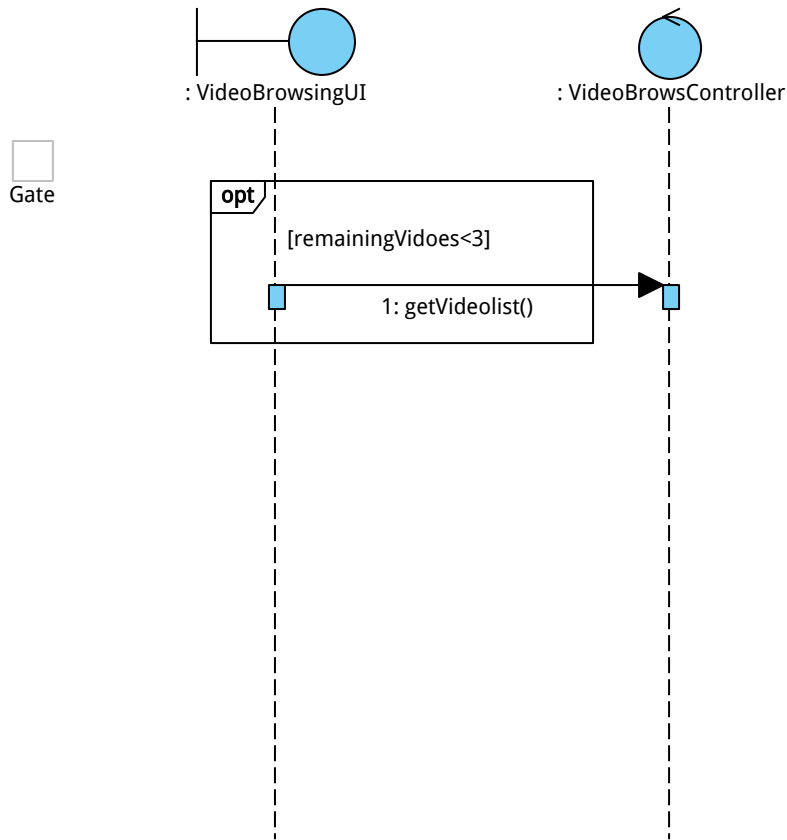 : VideoBrowsingUI
: VideoBrowsController
Gate
opt
[remainingVidoes<3]
1: getVideolist()